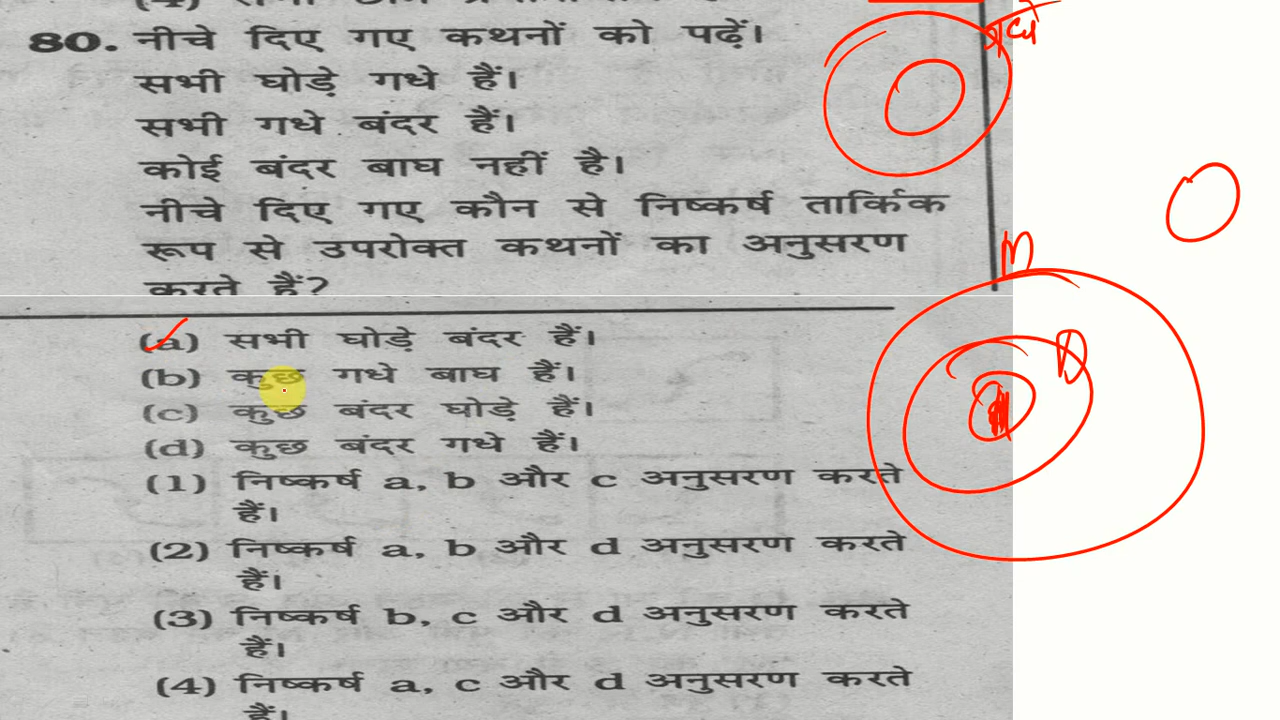 80. नीचे दिए गए कथनों को पढ़ें।
सभी घोड़े गधे हैं।
सभी गधे बंदर हैं।
कोई बंदर बाघ नहीं है।
नीचे दिए गए कौन से निष्कर्ष तार्किक
रूप से उपरोक्त कथनों का अनुसरण
करते हैं?
(a) सभी घोड़े बंदर हैं।
(b) कुछ गधे बाघ हैं।
(c) कुछ बंदर घोड़े हैं।
(d) कुछ बंदर गधे हैं।
(1) निष्कर्ष a, b और c अनुसरण करते
हैं।
(2) निष्कर्ष a, b और d अनुसरण करते
हैं।
(3) निष्कर्ष b, c और d अनुसरण करते
हैं।
(4) निष्कर्ष a, c और d अनुसरण करते
हैं।